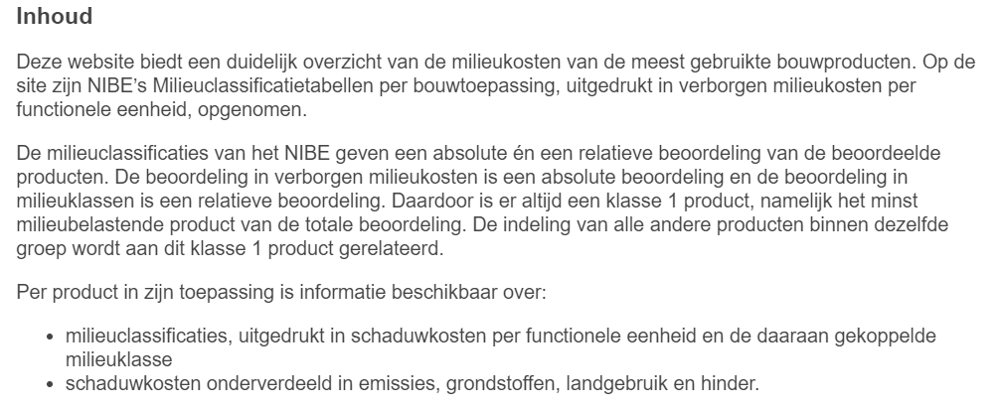 Inhoud
Deze website biedt een duidelijk overzicht van de milieukosten van de meest gebruikte bouwproducten. Op de
site zijn NIBE’s Milieuclassificatietabellen per bouwtoepassing, uitgedrukt in verborgen milieukosten per
functionele eenheid, opgenomen.
De milieuclassificaties van het NIBE geven een absolute én een relatieve beoordeling van de beoordeelde
producten. De beoordeling in verborgen milieukosten is een absolute beoordeling en de beoordeling in
milieuklassen is een relatieve beoordeling. Daardoor is er altijd een klasse 1 product, namelijk het minst
milieubelastende product van de totale beoordeling. De indeling van alle andere producten binnen dezelfde
groep wordt aan dit klasse 1 product gerelateerd.
Per product in zijn toepassing is informatie beschikbaar over:
• milieuclassificaties, uitgedrukt in schaduwkosten per functionele eenheid en de daaraan gekoppelde
milieuklasse
• schaduwkosten onderverdeeld in emissies, grondstoffen, landgebruik en hinder.